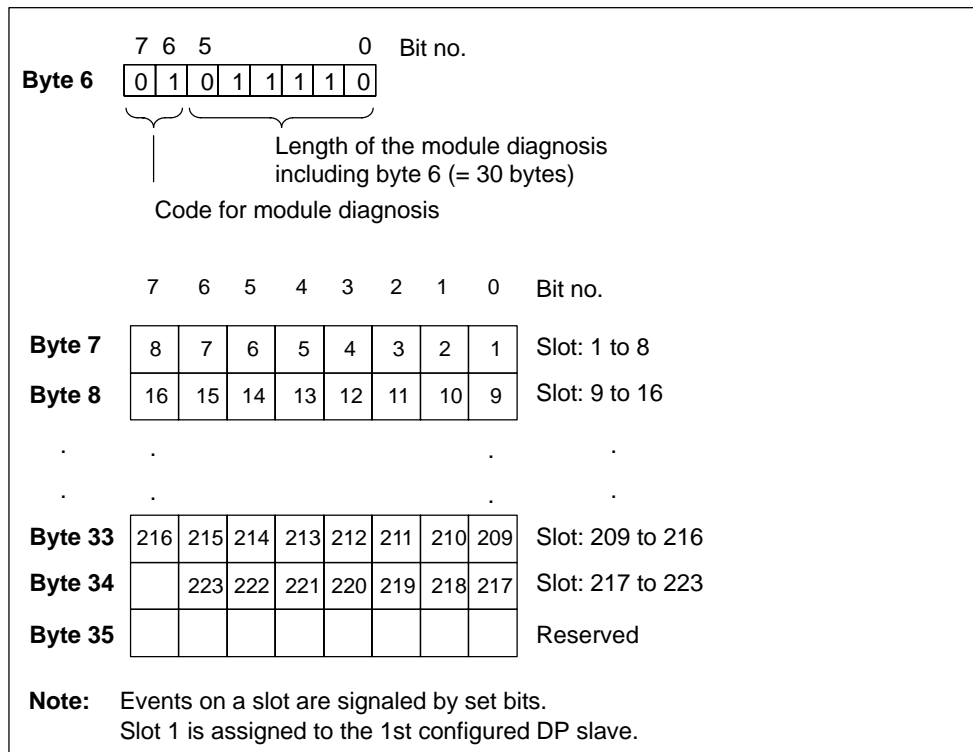 7 6 5 0 Bit no.
Byte 6 0 1 0 1 1 1 1 0
Length of the module diagnosis
including byte 6 (= 30 bytes)
Code for module diagnosis
7 6 5 4 3 2 1 0 Bit no.
Byte 7 8 7 6 5 4 3 2 1 Slot: 1 to 8
Byte 8 16 15 14 13 12 11 10 9 Slot: 9 to 16
. . . .
. . . .
Byte 33 216 215 214 213 212 211 210 209 Slot: 209 to 216
Byte 34 223 222 221 220 219 218 217 Slot: 217 to 223
Byte 35 Reserved
Note: Events on a slot are signaled by set bits.
Slot 1 is assigned to the 1st configured DP slave.